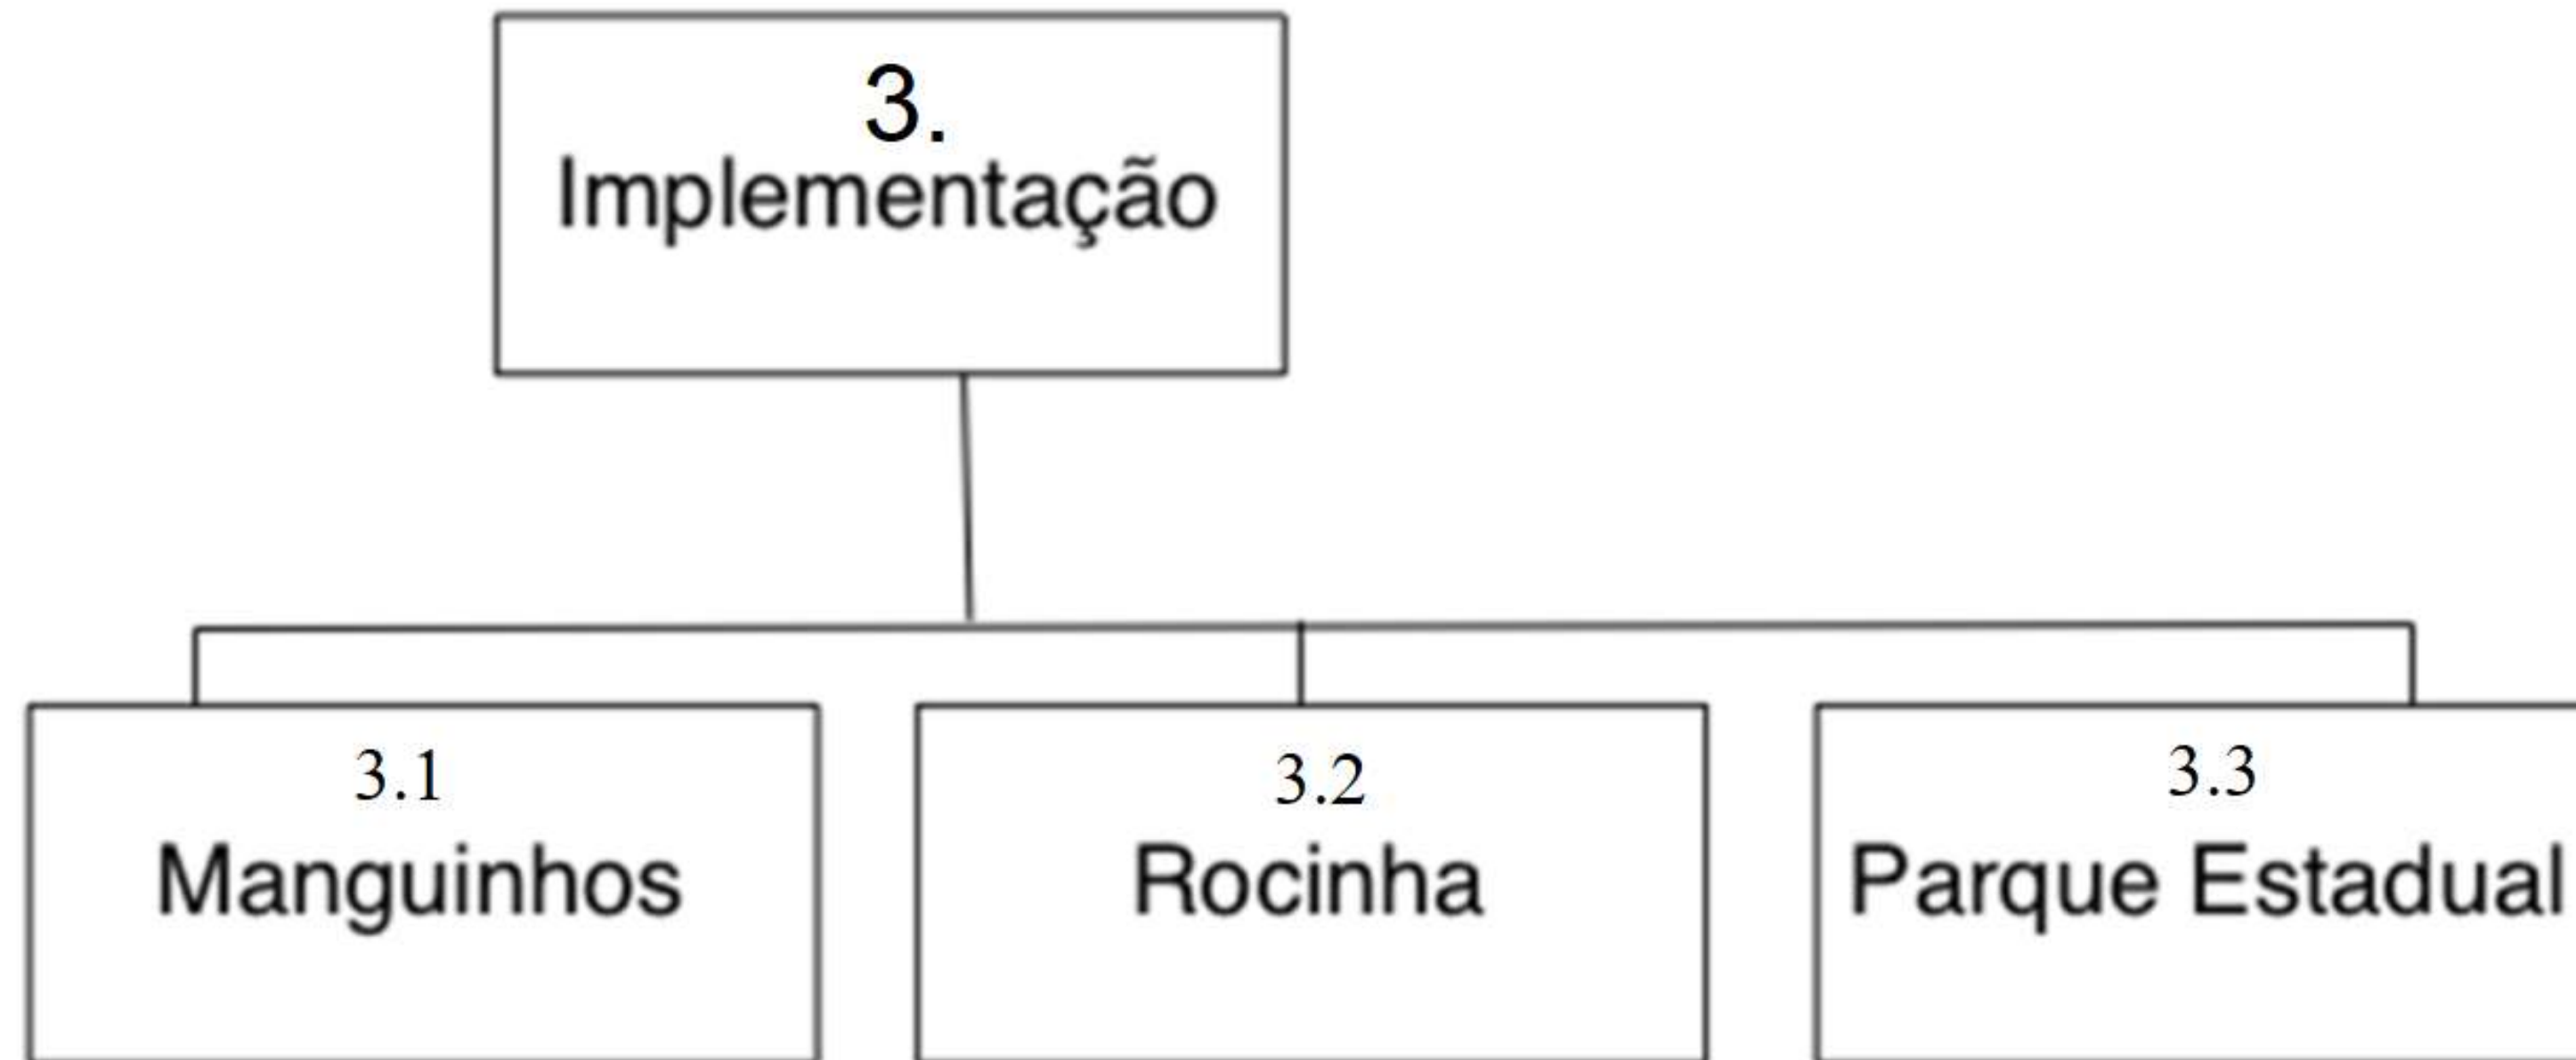 3.
Implementação
3.1
Manguinhos
3.2
Rocinha
3.3
Parque Estadual